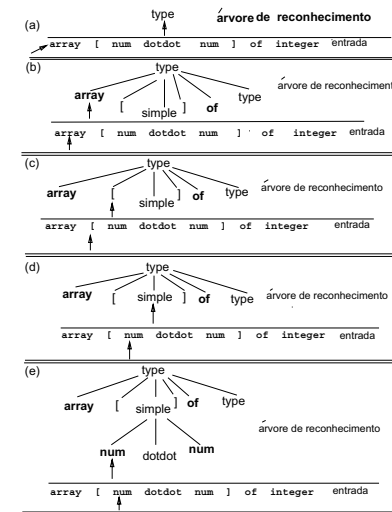 (a) type árvore de reconhecimento
array [ num dotdot num ] of integer entrada
(b) type
árvore de reconheciment
array [ simple ] of type
array [ num dotdot num ] of integer entrada
(c) type
array [ simple ] of type árvore de reconhecimento
array [ num dotdot num ] of integer entrada
(d) type
array [ simple ] of type árvore de reconhecimento
array [ num dotdot num ] of integer entrada
(e) type
array [ simple ] of type
árvore de reconhecimento
num dotdot num
array [ num dotdot num ] of integer entrada